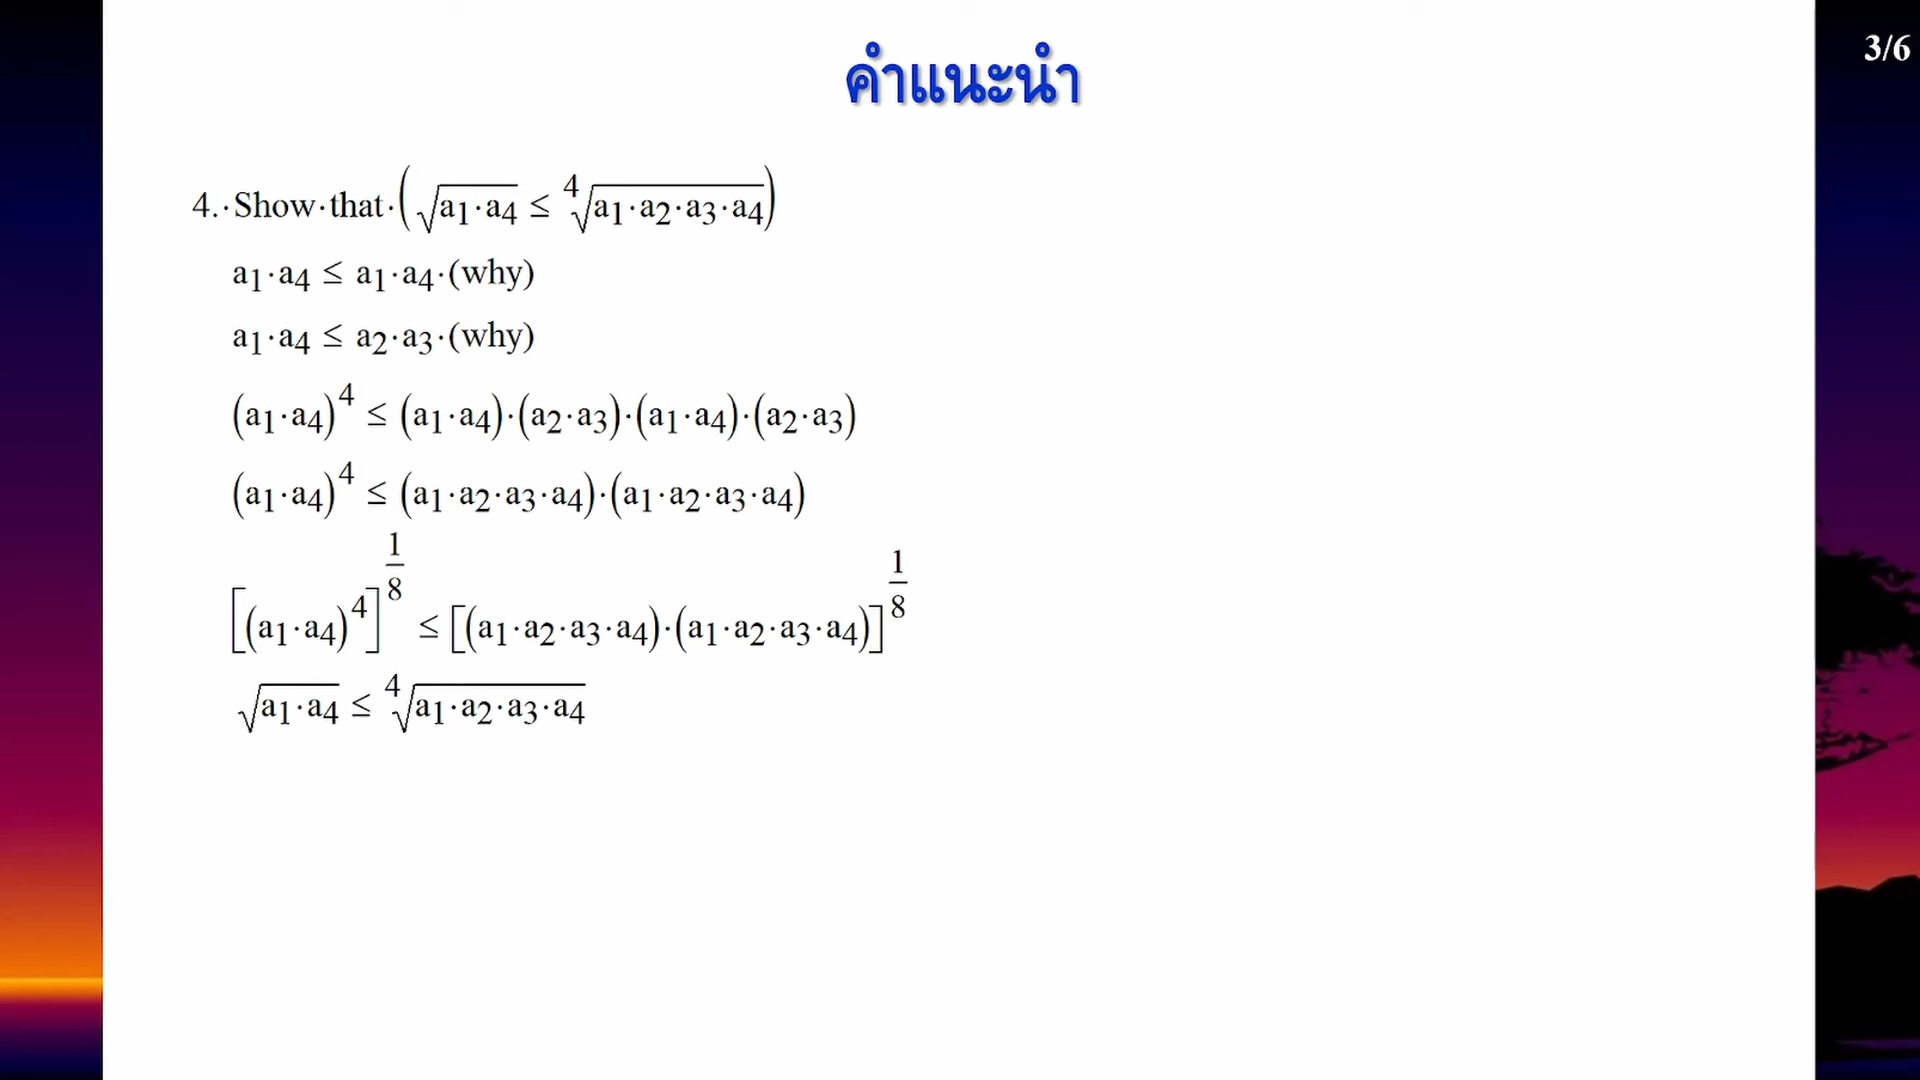 คำแนะนำ
3/6
4.·Show·that·(√(a₁·a₄) ≤ ⁴√(a₁·a₂·a₃·a₄))
a₁·a₄ ≤ a₁·a₄·(why)
a₁·a₄ ≤ a₂·a₃·(why)
(a₁·a₄)⁴ ≤ (a₁·a₄)·(a₂·a₃)·(a₁·a₄)·(a₂·a₃)
(a₁·a₄)⁴ ≤ (a₁·a₂·a₃·a₄)·(a₁·a₂·a₃·a₄)
[(a₁·a₄)⁴]^(1/8) ≤ [(a₁·a₂·a₃·a₄)·(a₁·a₂·a₃·a₄)]^(1/8)
√(a₁·a₄) ≤ ⁴√(a₁·a₂·a₃·a₄)